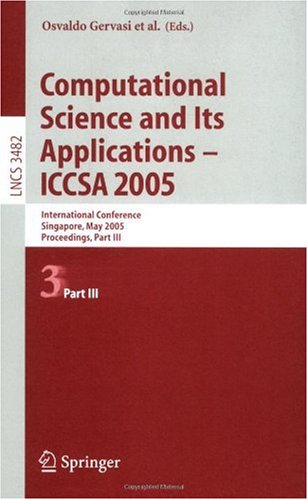 Osvaldo Gervasi et al. (Eds.)
LNCS 3482
Computational
Science and Its
Applications –
ICCSA 2005
International Conference
Singapore, May 2005
Proceedings, Part III
3 Part III
Springer